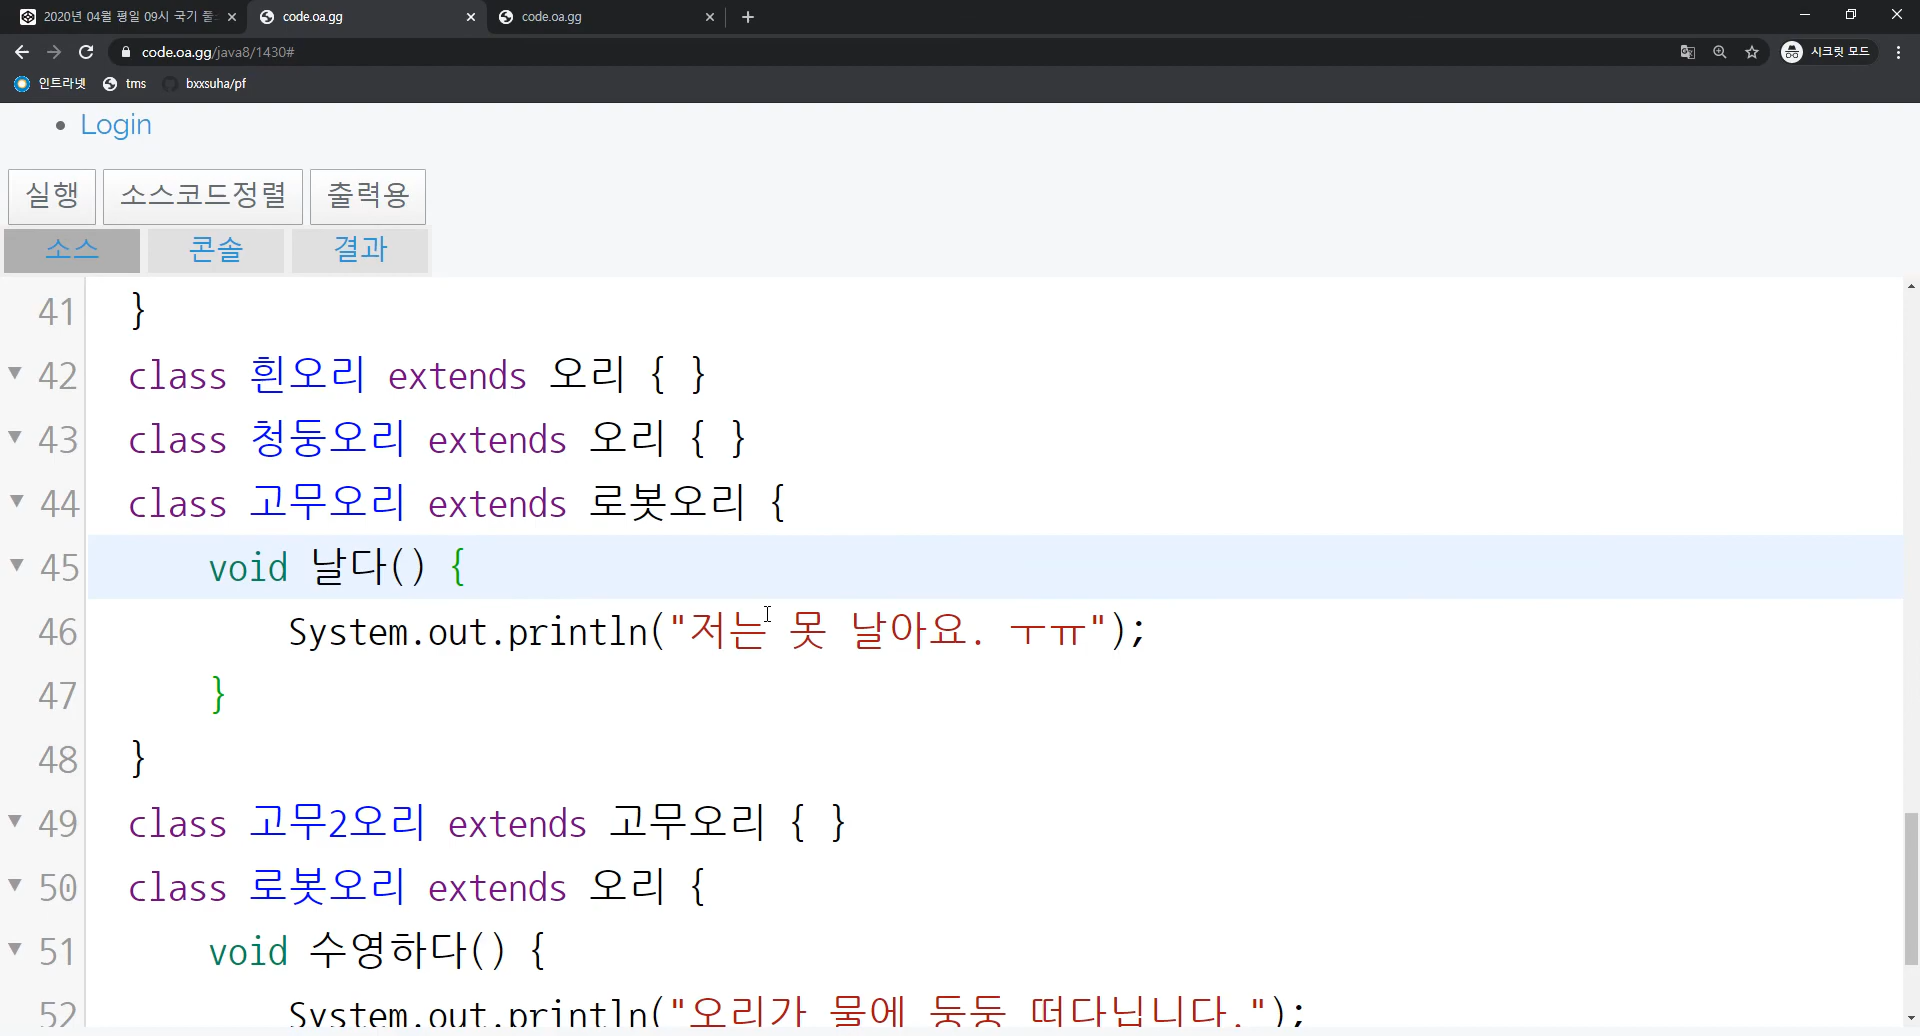 2020년 04월 평일 09시 국기
code.oa.gg
code.oa.gg
code.oa.gg/java8/1430#
시크릿 모드
인트라넷 tms bxxsuha/pf
Login
실행 소스코드정렬 출력용
소스 콘솔 결과
41 }
42 class 흰오리 extends 오리 { }
43 class 청둥오리 extends 오리 { }
44 class 고무오리 extends 로봇오리 {
45 void 날다() {
46 System.out.println("저는 못 날아요. ㅜㅠ");
47 }
48 }
49 class 고무2오리 extends 고무오리 { }
50 class 로봇오리 extends 오리 {
51 void 수영하다() {
52 System.out.println("오리가 물에 둥둥 떠다닙니다.");